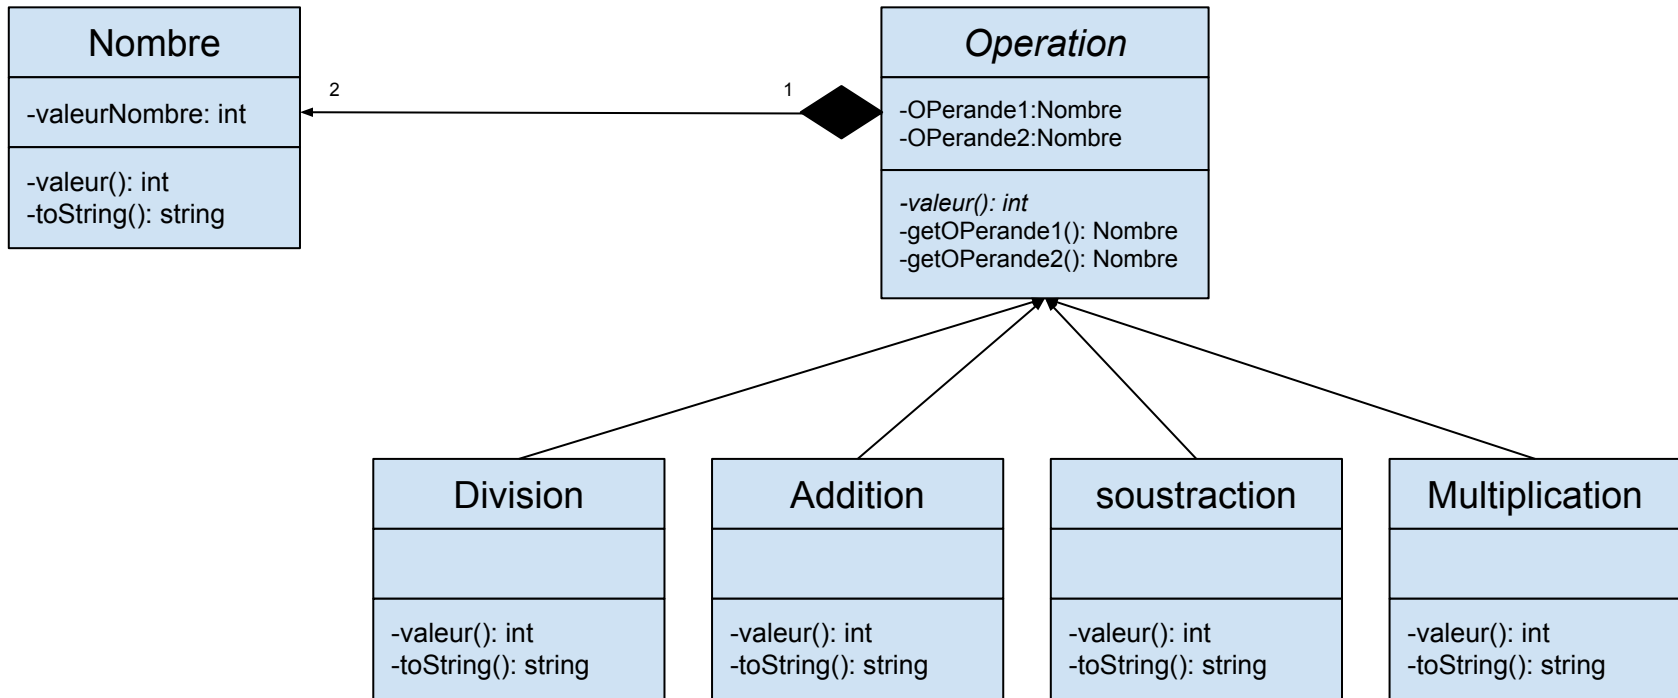 Nombre
-valeurNombre: int
-valeur(): int
-toString(): string
2
1
Operation
-OPerande1:Nombre
-OPerande2:Nombre
-valeur(): int
-getOPerande1(): Nombre
-getOPerande2(): Nombre
Division
-valeur(): int
-toString(): string
Addition
-valeur(): int
-toString(): string
soustraction
-valeur(): int
-toString(): string
Multiplication
-valeur(): int
-toString(): string